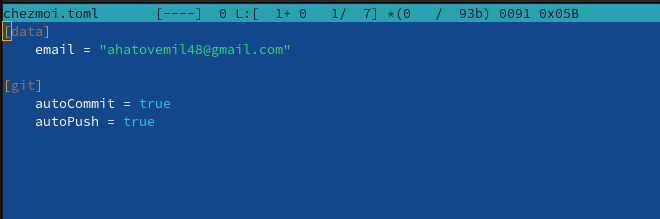 chezmoi.toml [----] 0 L:[ 1+ 0 1/ 7] *(0 / 93b) 0091 0x05B
[data]
email = "ahatovemil48@gmail.com"
[git]
autoCommit = true
autoPush = true